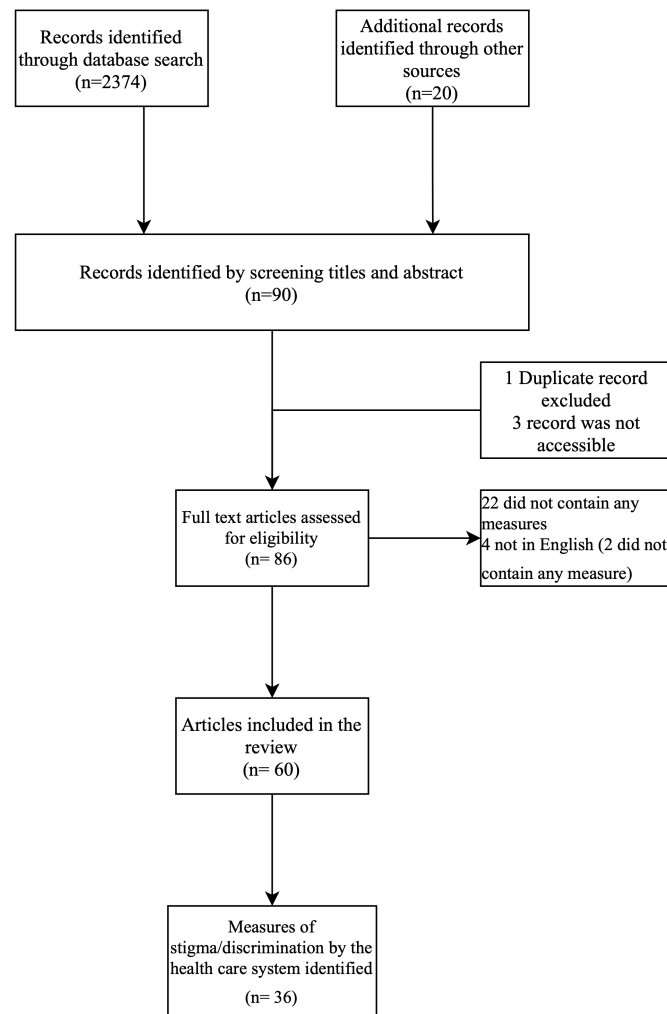 Records identified
through database search
(n=2374)
Additional records
identified through other
sources
(n=20)
Records identified by screening titles and abstract
(n=90)
1 Duplicate record
excluded
3 record was not
accessible
Full text articles assessed
for eligibility
(n= 86)
22 did not contain any
measures
4 not in English (2 did not
contain any measure)
Articles included in the
review
(n= 60)
Measures of
stigma/discrimination by the
health care system identified
(n= 36)